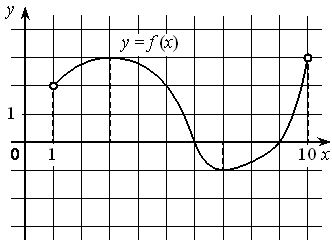 y
y = f (x)
1
0 1 10 x